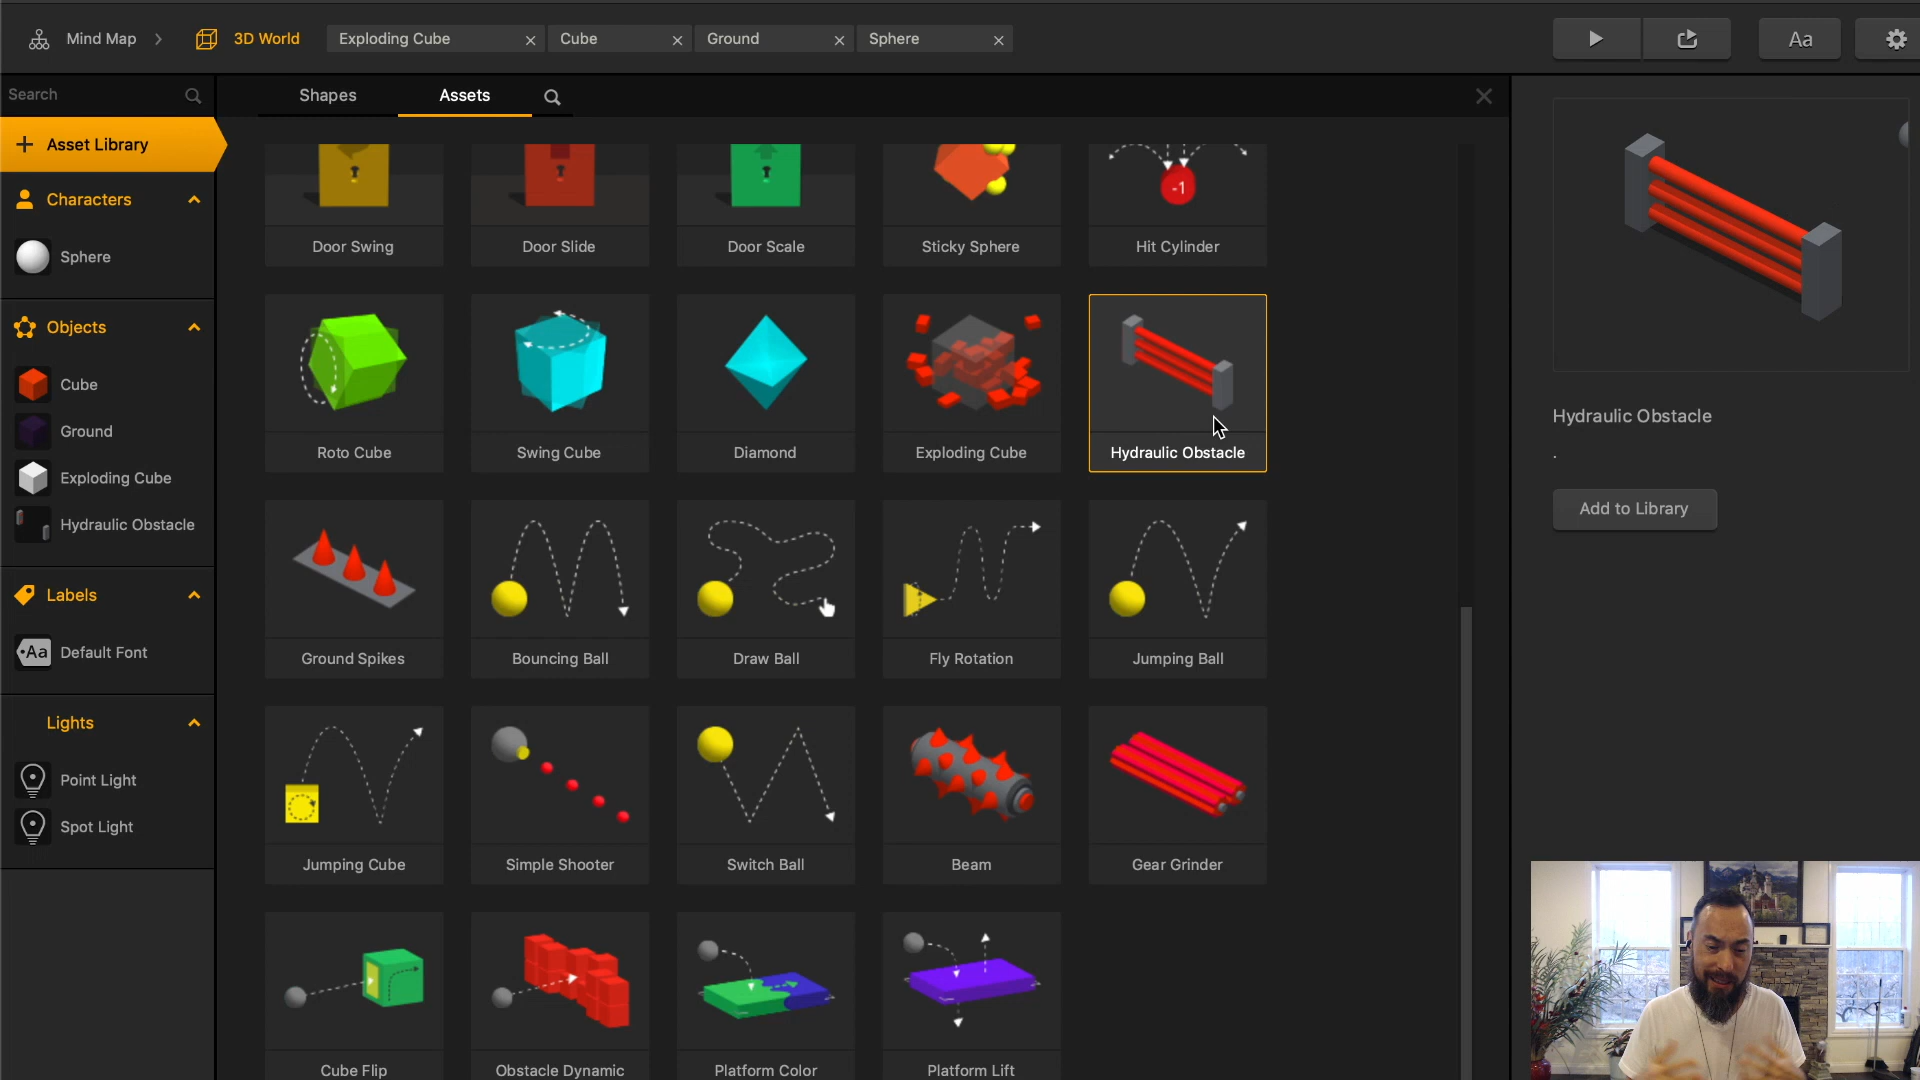 Mind Map
3D World
Exploding Cube
Cube
Ground
Sphere
Aa
Search
Shapes
Assets
Asset Library
Characters
Sphere
Objects
Cube
Ground
Exploding Cube
Hydraulic Obstacle
Labels
Aa
Default Font
Lights
Point Light
Spot Light
-1
Door Swing
Door Slide
Door Scale
Sticky Sphere
Hit Cylinder
Roto Cube
Swing Cube
Diamond
Exploding Cube
Hydraulic Obstacle
Ground Spikes
Bouncing Ball
Draw Ball
Fly Rotation
Jumping Ball
Jumping Cube
Simple Shooter
Switch Ball
Beam
Gear Grinder
Cube Flip
Obstacle Dynamic
Platform Color
Platform Lift
Hydraulic Obstacle
.
Add to Library